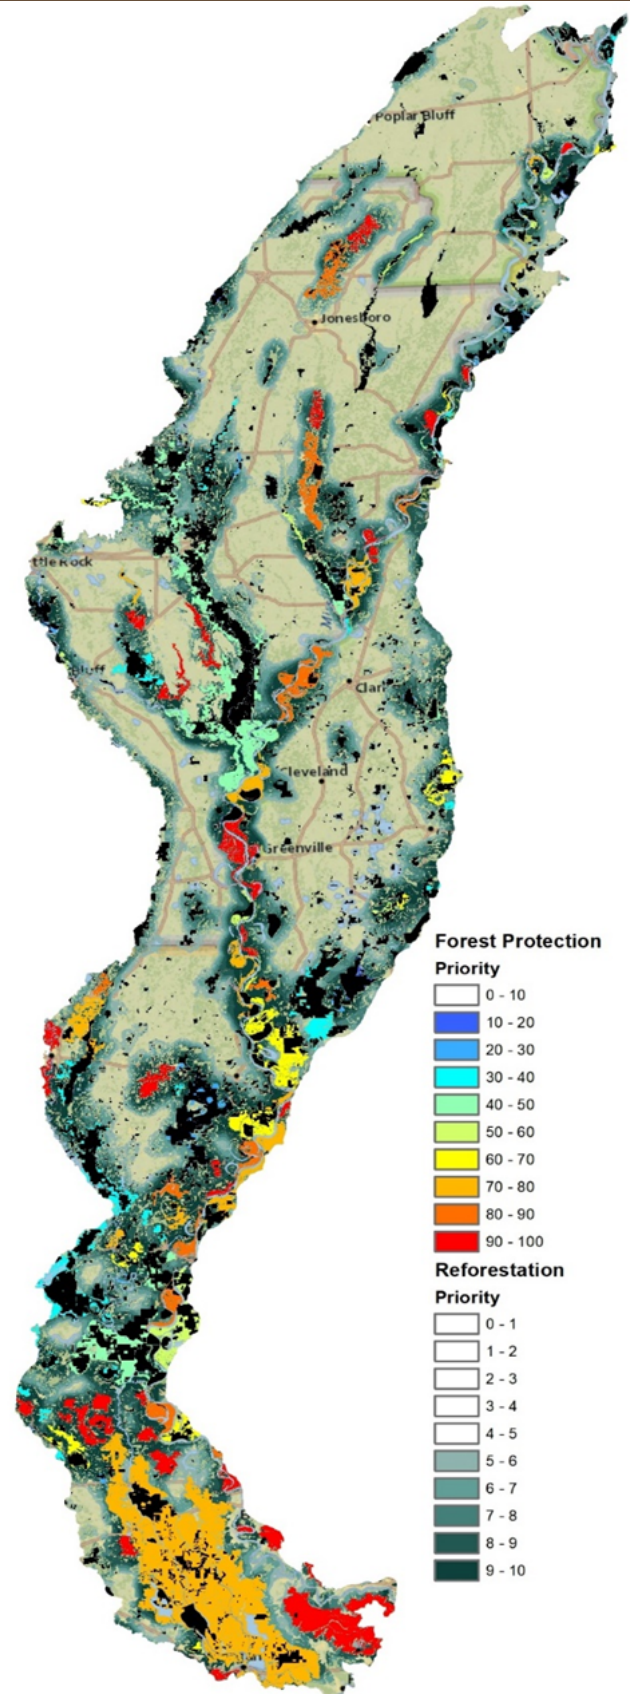 Poplar Bluff
Jonesboro
ttle Rock
Bluff
Clar
leveland
Greenville
Forest Protection
Priority
0 - 10
10 - 20
20 - 30
30 - 40
40 - 50
50 - 60
60 - 70
70 - 80
80 - 90
90 - 100
Reforestation
Priority
0 - 1
1 - 2
2 - 3
3 - 4
4 - 5
5 - 6
6 - 7
7 - 8
8 - 9
9 - 10